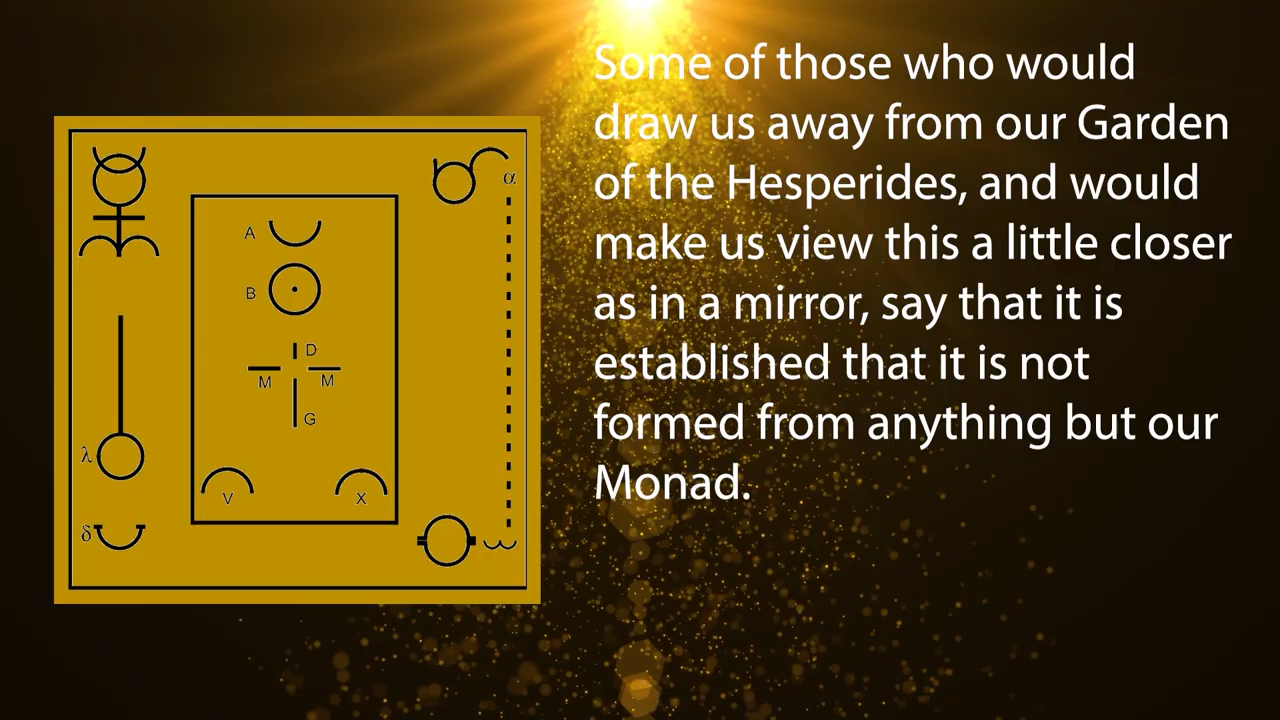 α
A
B
D
M M
G
λ
V X
δ
ω
Some of those who would
draw us away from our Garden
of the Hesperides, and would
make us view this a little closer
as in a mirror, say that it is
established that it is not
formed from anything but our
Monad.